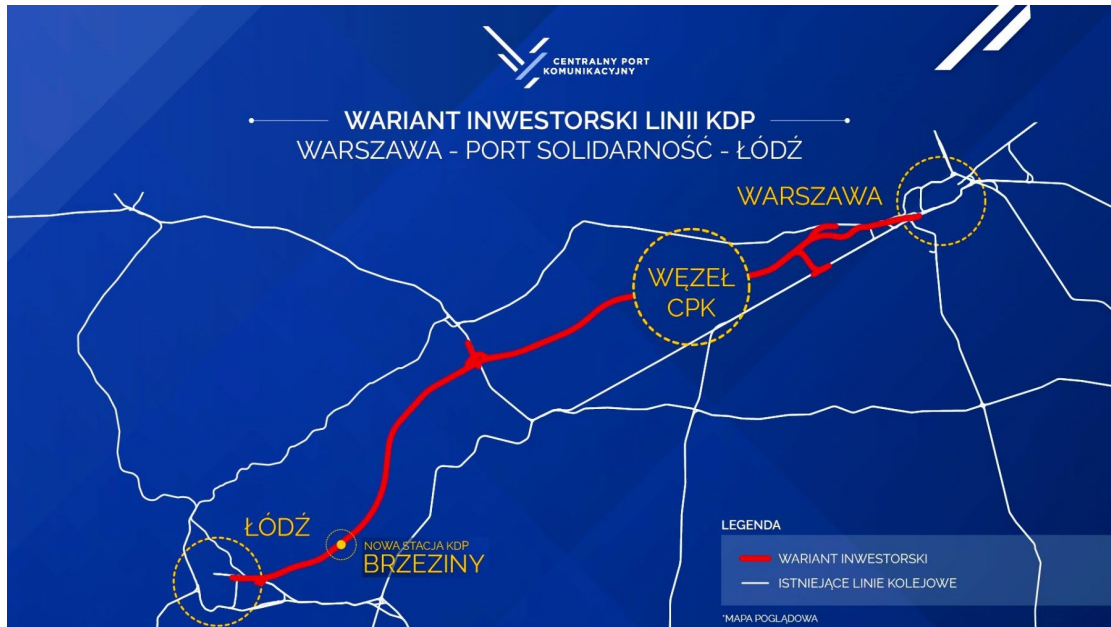 CENTRALNY PORT
KOMUNIKACYJNY
WARIANT INWESTORSKI LINII KDP
WARSZAWA - PORT SOLIDARNOŚĆ - ŁÓDŹ
WARSZAWA
WĘZEŁ
CPK
ŁÓDŹ
NOWA STACJA KDP
BRZEZINY
LEGENDA
WARIANT INWESTORSKI
ISTNIEJĄCE LINIE KOLEJOWE
*MAPA POGLĄDOWA